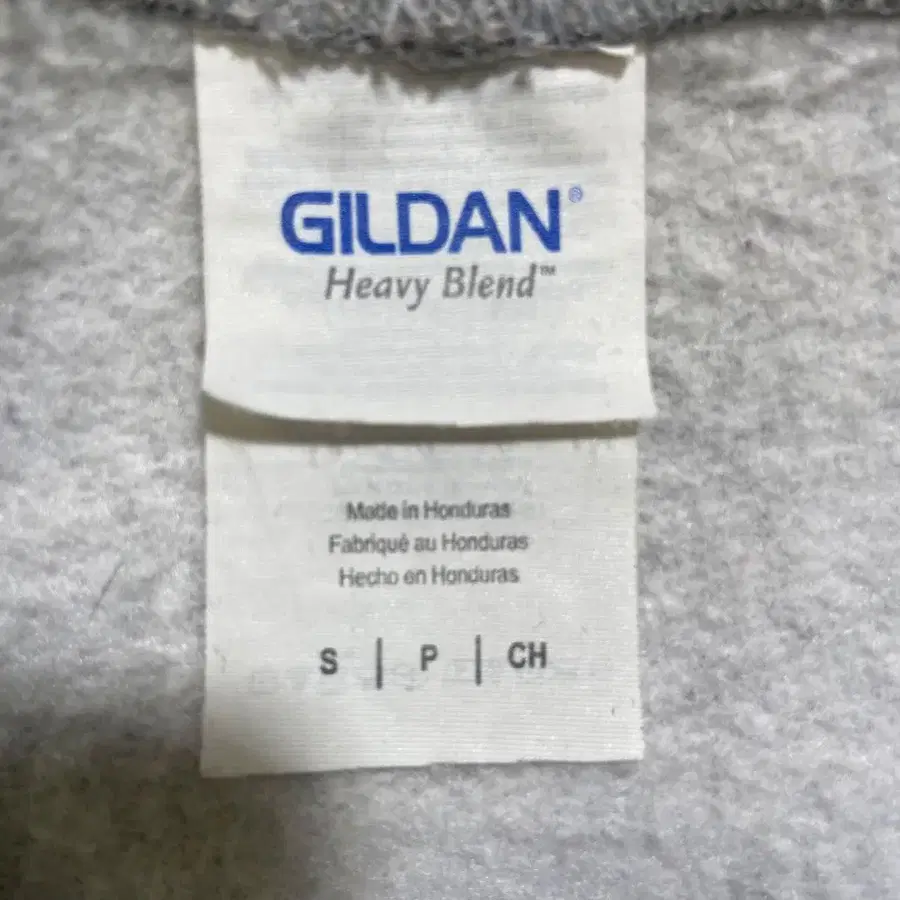 GILDAN®
Heavy Blend™
Made in Honduras
Fabriqué au Honduras
Hecho en Honduras
S | P | CH